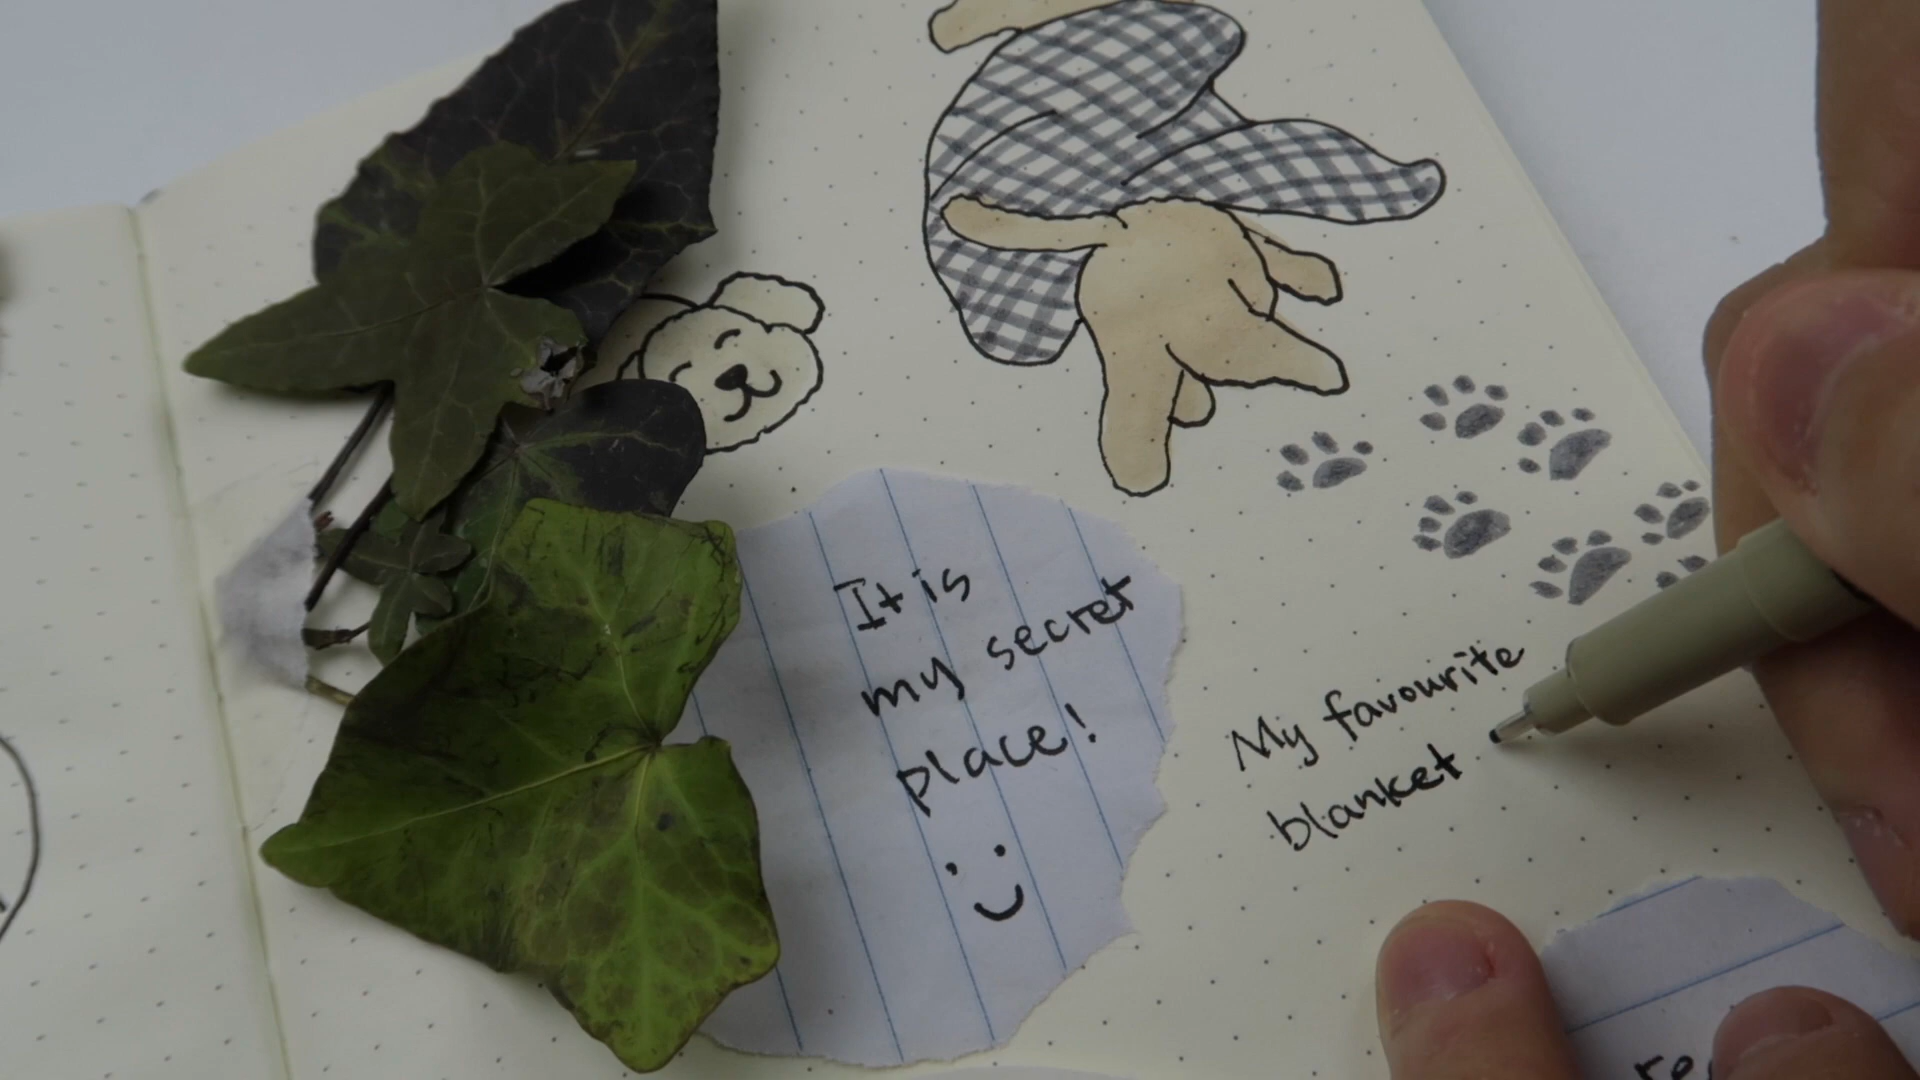 It is
my secret
place!
My favourite
blanket